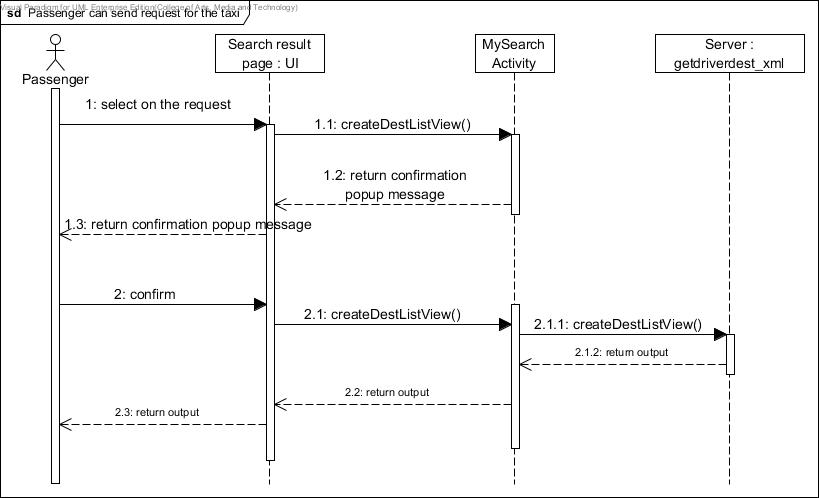 Visual Paradigm for UML Enterprise Edition(College of Arts, Media and Technology)
sd Passenger can send request for the taxi
Passenger
Search result
page : UI
MySearch
Activity
Server :
getdriverdest_xml
1: select on the request
1.1: createDestListView()
1.2: return confirmation
popup message
1.3: return confirmation popup message
2: confirm
2.1: createDestListView()
2.1.1: createDestListView()
2.1.2: return output
2.2: return output
2.3: return output